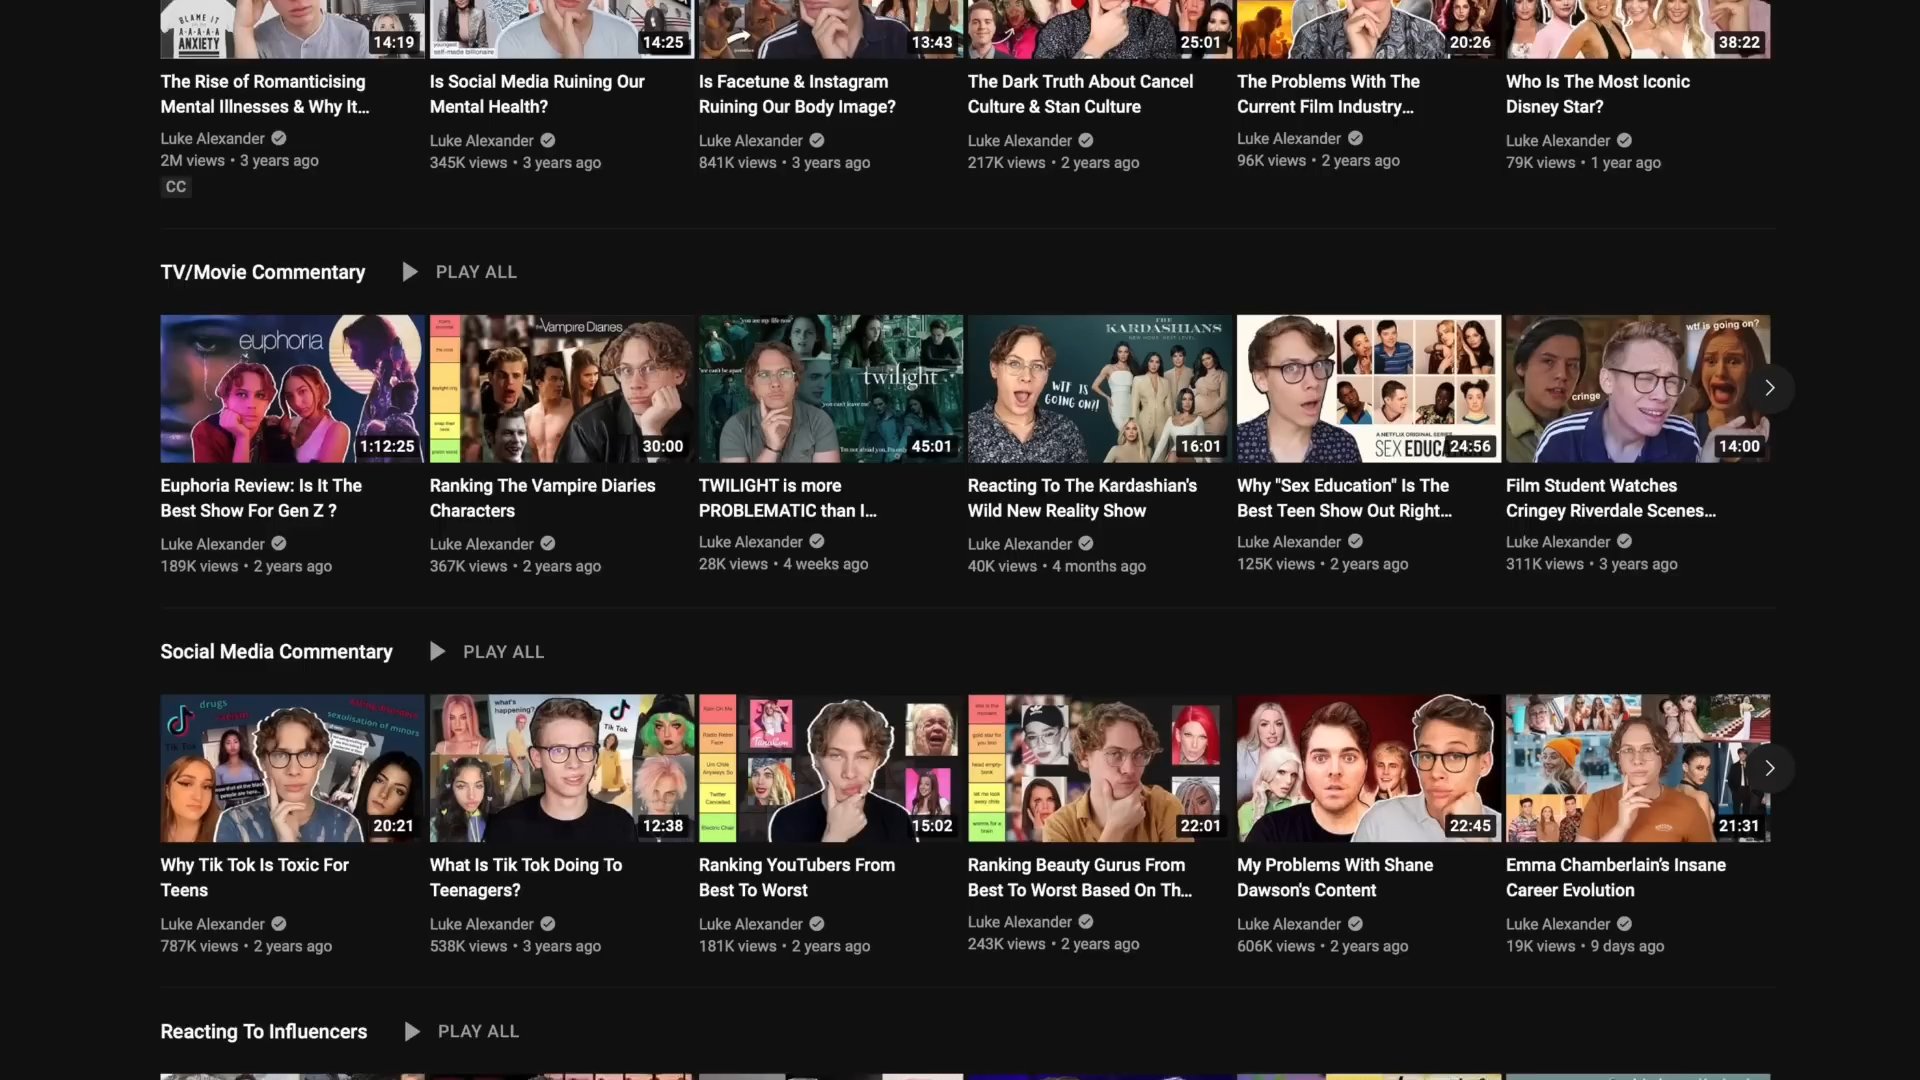 BLAME IT
ANXIETY
14:19
14:25
13:43
25:01
20:26
38:22
The Rise of Romanticising
Mental Illnesses & Why It...
Luke Alexander
2M views • 3 years ago
CC
Is Social Media Ruining Our
Mental Health?
Luke Alexander
345K views • 3 years ago
Is Facetune & Instagram
Ruining Our Body Image?
Luke Alexander
841K views • 3 years ago
The Dark Truth About Cancel
Culture & Stan Culture
Luke Alexander
217K views • 2 years ago
The Problems With The
Current Film Industry...
Luke Alexander
96K views • 2 years ago
Who Is The Most Iconic
Disney Star?
Luke Alexander
79K views • 1 year ago
TV/Movie Commentary
PLAY ALL
euphoria
1:12:25
Vampire Diaries
30:00
"you are my life now"
twilight
45:01
THE
KARDASHIANS
WTF IS
GOING ON?!
16:01
A NETFLIX ORIGINAL SERIES
SEX EDUC
24:56
wtf is going on?
cringe
14:00
Euphoria Review: Is It The
Best Show For Gen Z ?
Luke Alexander
189K views • 2 years ago
Ranking The Vampire Diaries
Characters
Luke Alexander
367K views • 2 years ago
TWILIGHT is more
PROBLEMATIC than I...
Luke Alexander
28K views • 4 weeks ago
Reacting To The Kardashian's
Wild New Reality Show
Luke Alexander
40K views • 4 months ago
Why "Sex Education" Is The
Best Teen Show Out Right...
Luke Alexander
125K views • 2 years ago
Film Student Watches
Cringey Riverdale Scenes...
Luke Alexander
311K views • 3 years ago
Social Media Commentary
PLAY ALL
drugs
sexulisation of minors
Tik Tok
20:21
what's
happening?
Tik Tok
12:38
15:02
22:01
22:45
21:31
Why Tik Tok Is Toxic For
Teens
Luke Alexander
787K views • 2 years ago
What Is Tik Tok Doing To
Teenagers?
Luke Alexander
538K views • 3 years ago
Ranking YouTubers From
Best To Worst
Luke Alexander
181K views • 2 years ago
Ranking Beauty Gurus From
Best To Worst Based On Th...
Luke Alexander
243K views • 2 years ago
My Problems With Shane
Dawson's Content
Luke Alexander
606K views • 2 years ago
Emma Chamberlain's Insane
Career Evolution
Luke Alexander
19K views • 9 days ago
Reacting To Influencers
PLAY ALL